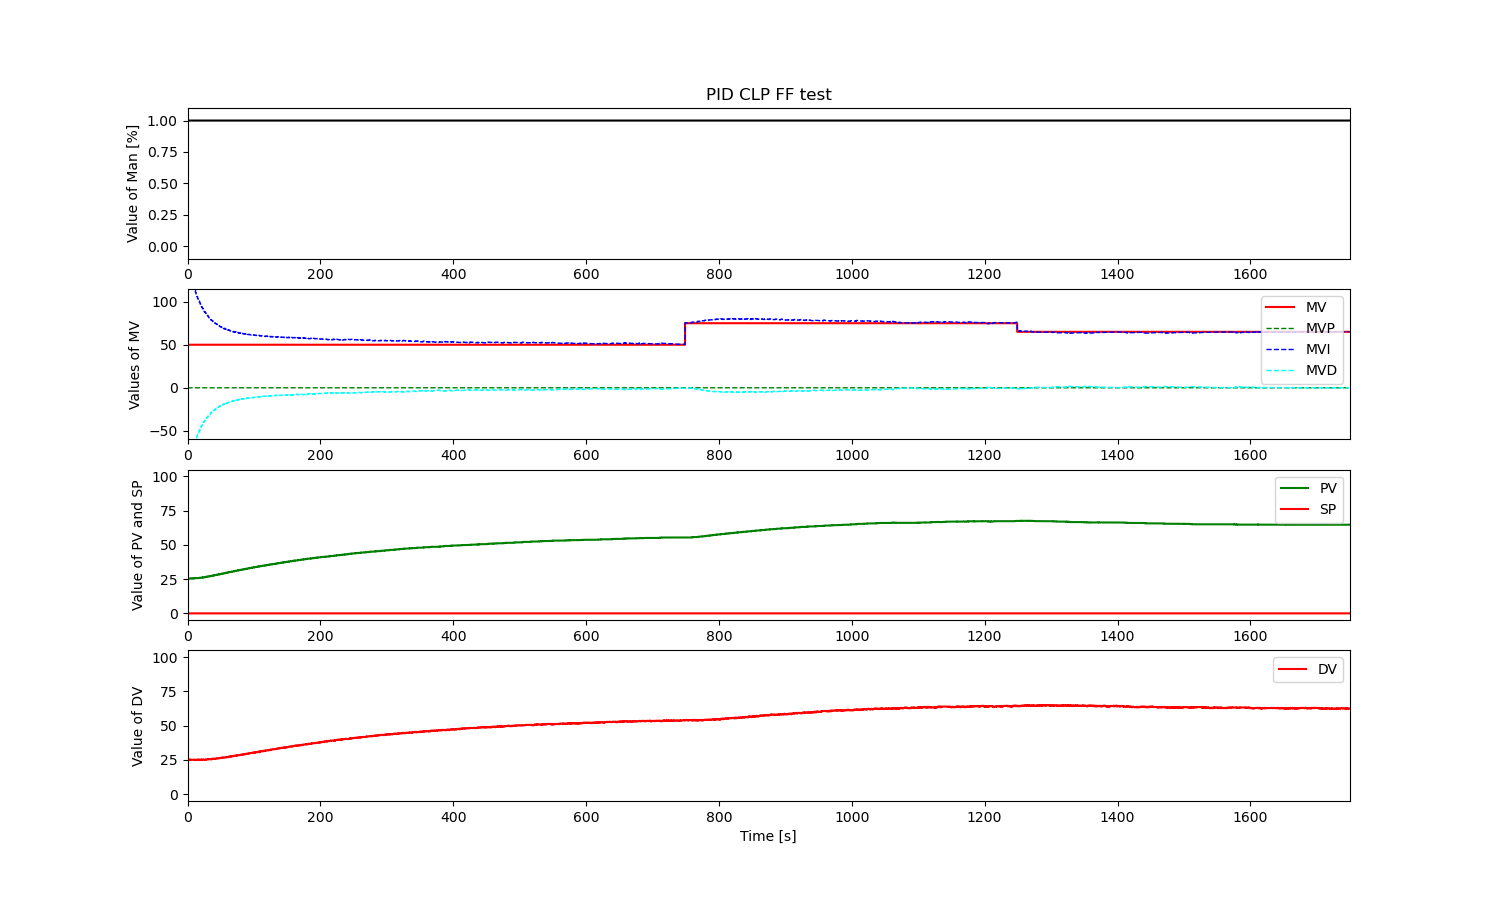 PID CLP FF test
Value of Man [%]
1.00
0.75
0.50
0.25
0.00
0 200 400 600 800 1000 1200 1400 1600
Values of MV
100
50
0
−50
MV
MVP
MVI
MVD
0 200 400 600 800 1000 1200 1400 1600
Value of PV and SP
100
75
50
25
0
PV
SP
0 200 400 600 800 1000 1200 1400 1600
Value of DV
100
75
50
25
0
DV
0 200 400 600 800 1000 1200 1400 1600
Time [s]